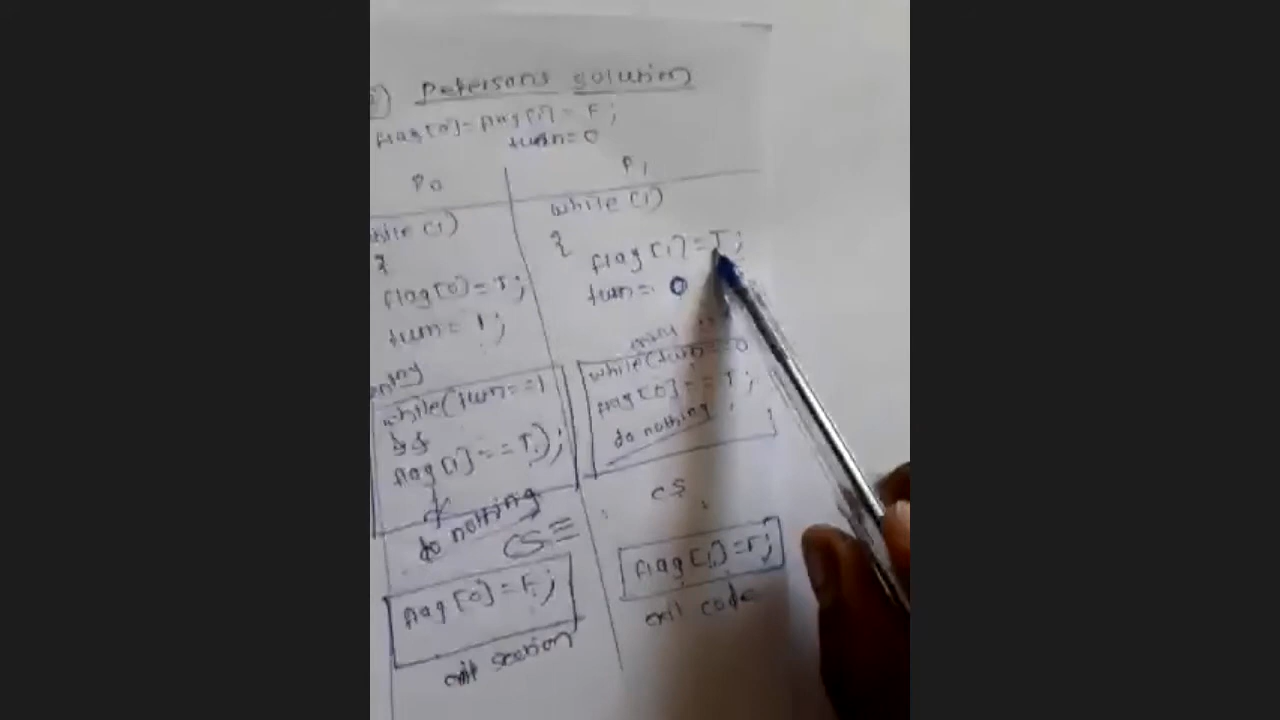 Petersons solution
flag[0]=flag[1]=F;
turn=0
P0
P1
while (1)
{
flag[0]=T;
turn= 1;
while(turn==1
&&
flag[1]==T);
do nothing
CS
flag[0]=F;
exit section
while (1)
{
flag[1]=T;
turn= 0
entry
while(turn==0
flag[0]==T;
do nothing
CS
flag[1]=F;
exit code